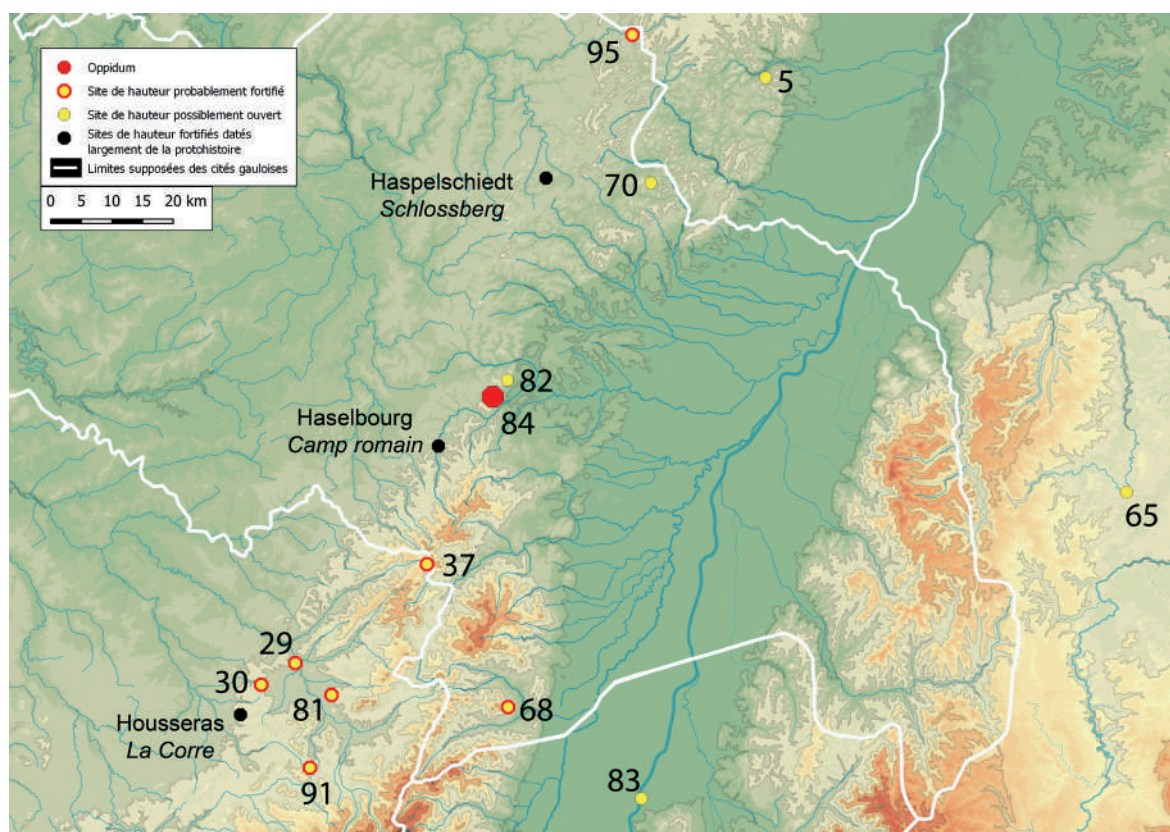 Oppidum
Site de hauteur probablement fortifié
Site de hauteur possiblement ouvert
Sites de hauteur fortifiés datés
largement de la protohistoire
Limites supposées des cités gauloises
0 5 10 15 20 km
95
5
Haspelschiedt
Schlossberg
70
82
84
Haselbourg
Camp romain
65
37
29
30
81
68
Housseras
La Corre
91
83